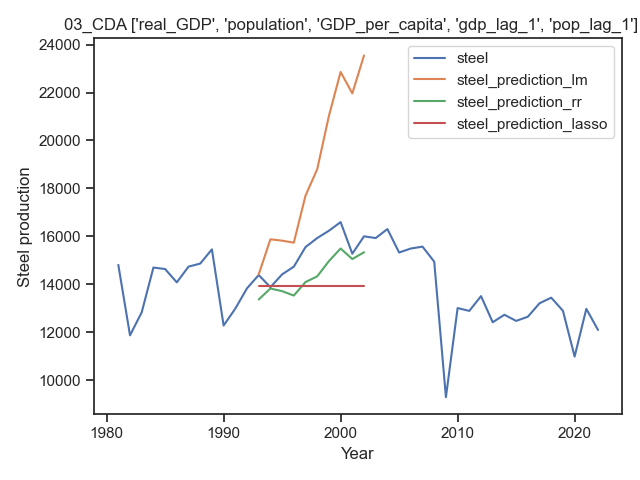 03_CDA ['real_GDP', 'population', 'GDP_per_capita', 'gdp_lag_1', 'pop_lag_1']
24000
22000
20000
18000
16000
14000
12000
10000
Steel production
steel
steel_prediction_lm
steel_prediction_rr
steel_prediction_lasso
1980
1990
2000
2010
2020
Year